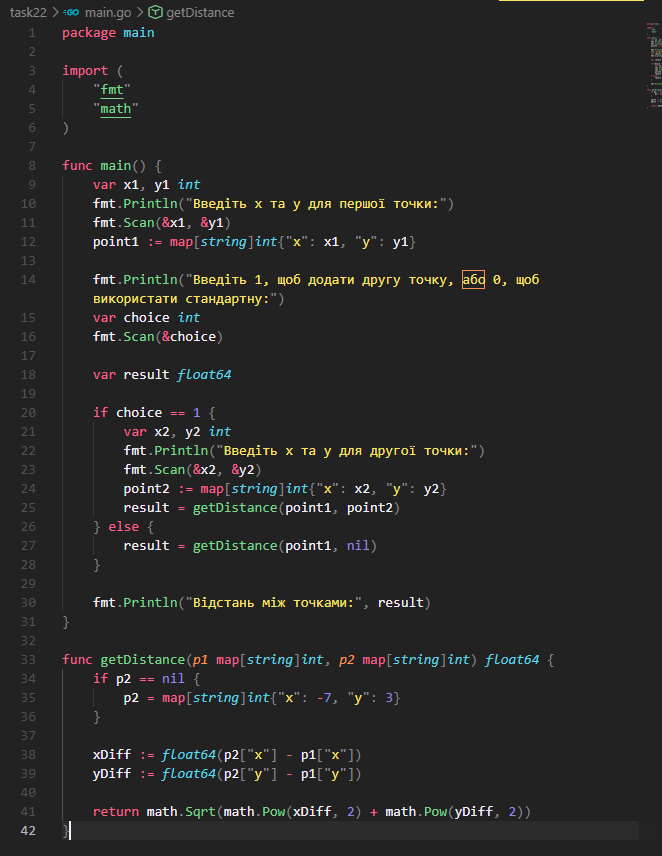 task22 > main.go > getDistance
1 package main
2
3 import (
4     "fmt"
5     "math"
6 )
7
8 func main() {
9     var x1, y1 int
10     fmt.Println("Введіть x та y для першої точки:")
11     fmt.Scan(&x1, &y1)
12     point1 := map[string]int{"x": x1, "y": y1}
13
14     fmt.Println("Введіть 1, щоб додати другу точку, або 0, щоб
    використати стандартну:")
15     var choice int
16     fmt.Scan(&choice)
17
18     var result float64
19
20     if choice == 1 {
21         var x2, y2 int
22         fmt.Println("Введіть x та y для другої точки:")
23         fmt.Scan(&x2, &y2)
24         point2 := map[string]int{"x": x2, "y": y2}
25         result = getDistance(point1, point2)
26     } else {
27         result = getDistance(point1, nil)
28     }
29
30     fmt.Println("Відстань між точками:", result)
31 }
32
33 func getDistance(p1 map[string]int, p2 map[string]int) float64 {
34     if p2 == nil {
35         p2 = map[string]int{"x": -7, "y": 3}
36     }
37
38     xDiff := float64(p2["x"] - p1["x"])
39     yDiff := float64(p2["y"] - p1["y"])
40
41     return math.Sqrt(math.Pow(xDiff, 2) + math.Pow(yDiff, 2))
42 }